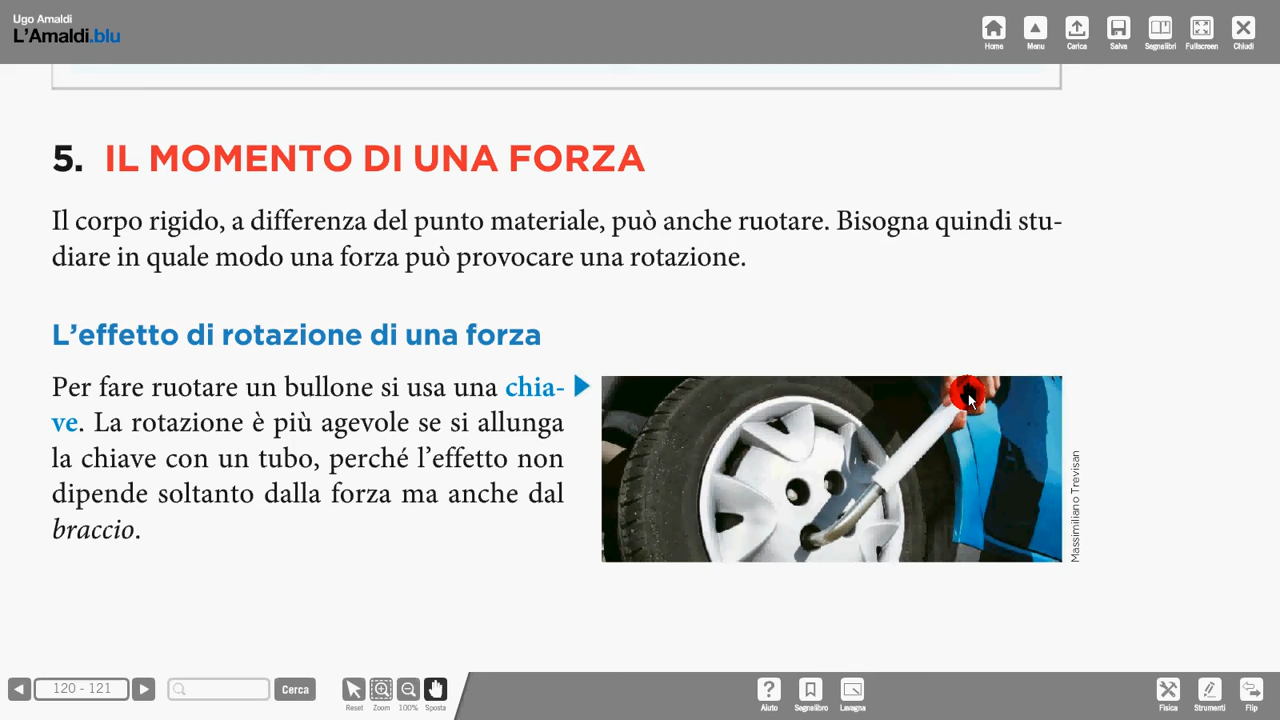 Ugo Amaldi
L'Amaldi.blu
Home Menu Carica Salva Segnalibri Fullscreen Chiudi
5. IL MOMENTO DI UNA FORZA
Il corpo rigido, a differenza del punto materiale, può anche ruotare. Bisogna quindi stu-
diare in quale modo una forza può provocare una rotazione.
L'effetto di rotazione di una forza
Per fare ruotare un bullone si usa una chia-
ve. La rotazione è più agevole se si allunga
la chiave con un tubo, perché l'effetto non
dipende soltanto dalla forza ma anche dal
braccio.
Massimiliano Trevisan
120 - 121 Cerca Reset Zoom 100% Sposta Aiuto Segnalibro Lavagna Fisica Strumenti Flip